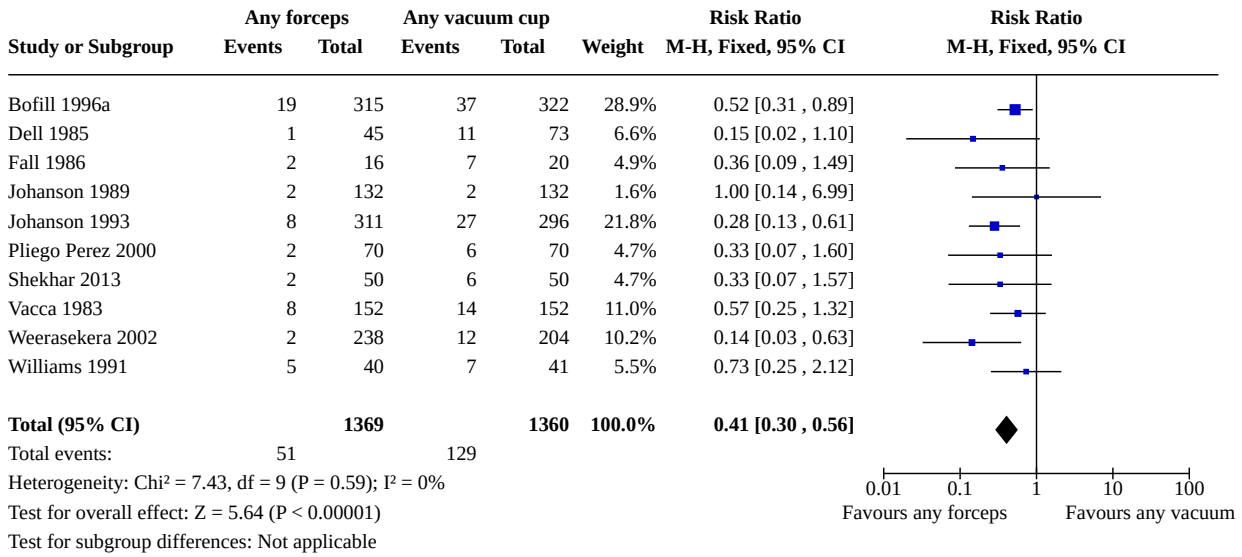 Any forceps Any vacuum cup Risk Ratio Risk Ratio
Study or Subgroup Events Total Events Total Weight M-H, Fixed, 95% CI M-H, Fixed, 95% CI
Bofill 1996a 19 315 37 322 28.9% 0.52 [0.31 , 0.89]
Dell 1985 1 45 11 73 6.6% 0.15 [0.02 , 1.10]
Fall 1986 2 16 7 20 4.9% 0.36 [0.09 , 1.49]
Johanson 1989 2 132 2 132 1.6% 1.00 [0.14 , 6.99]
Johanson 1993 8 311 27 296 21.8% 0.28 [0.13 , 0.61]
Pliego Perez 2000 2 70 6 70 4.7% 0.33 [0.07 , 1.60]
Shekhar 2013 2 50 6 50 4.7% 0.33 [0.07 , 1.57]
Vacca 1983 8 152 14 152 11.0% 0.57 [0.25 , 1.32]
Weerasekera 2002 2 238 12 204 10.2% 0.14 [0.03 , 0.63]
Williams 1991 5 40 7 41 5.5% 0.73 [0.25 , 2.12]
Total (95% CI) 1369 1360 100.0% 0.41 [0.30 , 0.56]
Total events: 51 129
Heterogeneity: Chi² = 7.43, df = 9 (P = 0.59); I² = 0%
0.01 0.1 1 10 100
Test for overall effect: Z = 5.64 (P < 0.00001)
Favours any forceps Favours any vacuum
Test for subgroup differences: Not applicable